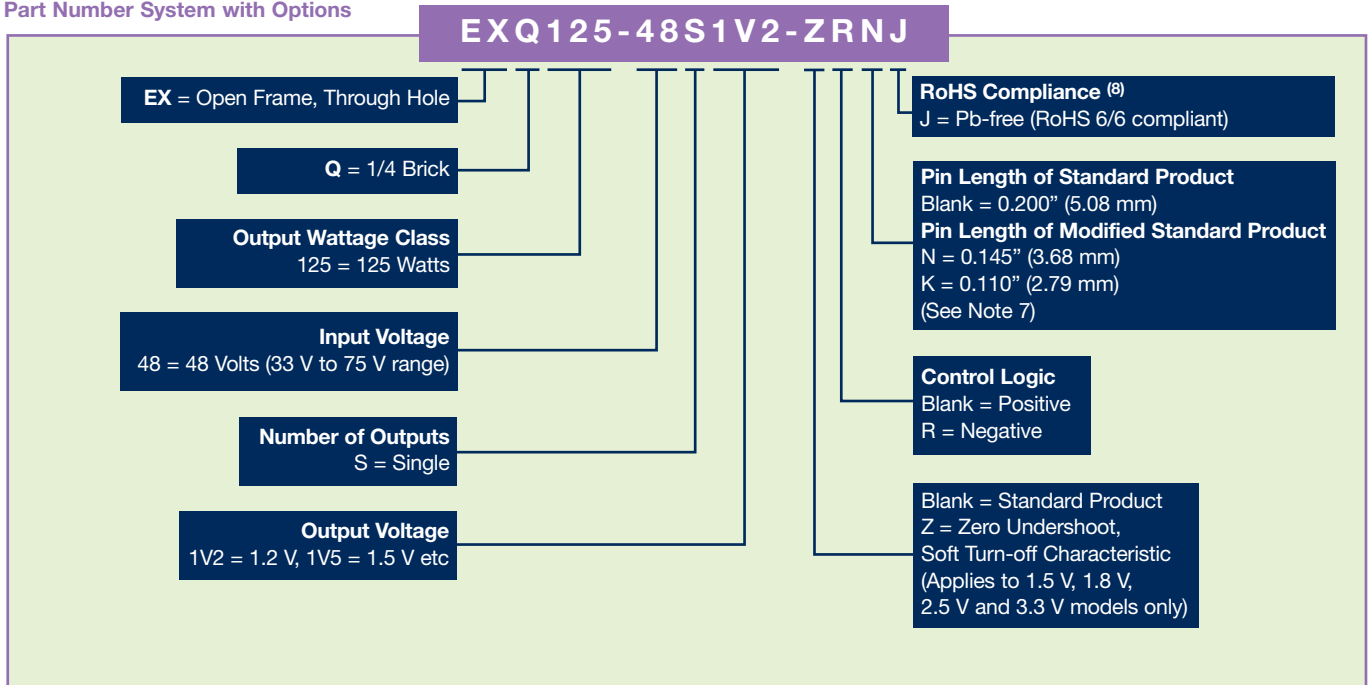 Part Number System with Options
EXQ125-48S1V2-ZRNJ
EX = Open Frame, Through Hole
Q = 1/4 Brick
Output Wattage Class
125 = 125 Watts
Input Voltage
48 = 48 Volts (33 V to 75 V range)
Number of Outputs
S = Single
Output Voltage
1V2 = 1.2 V, 1V5 = 1.5 V etc
RoHS Compliance (8)
J = Pb-free (RoHS 6/6 compliant)
Pin Length of Standard Product
Blank = 0.200” (5.08 mm)
Pin Length of Modified Standard Product
N = 0.145” (3.68 mm)
K = 0.110” (2.79 mm)
(See Note 7)
Control Logic
Blank = Positive
R = Negative
Blank = Standard Product
Z = Zero Undershoot,
Soft Turn-off Characteristic
(Applies to 1.5 V, 1.8 V,
2.5 V and 3.3 V models only)